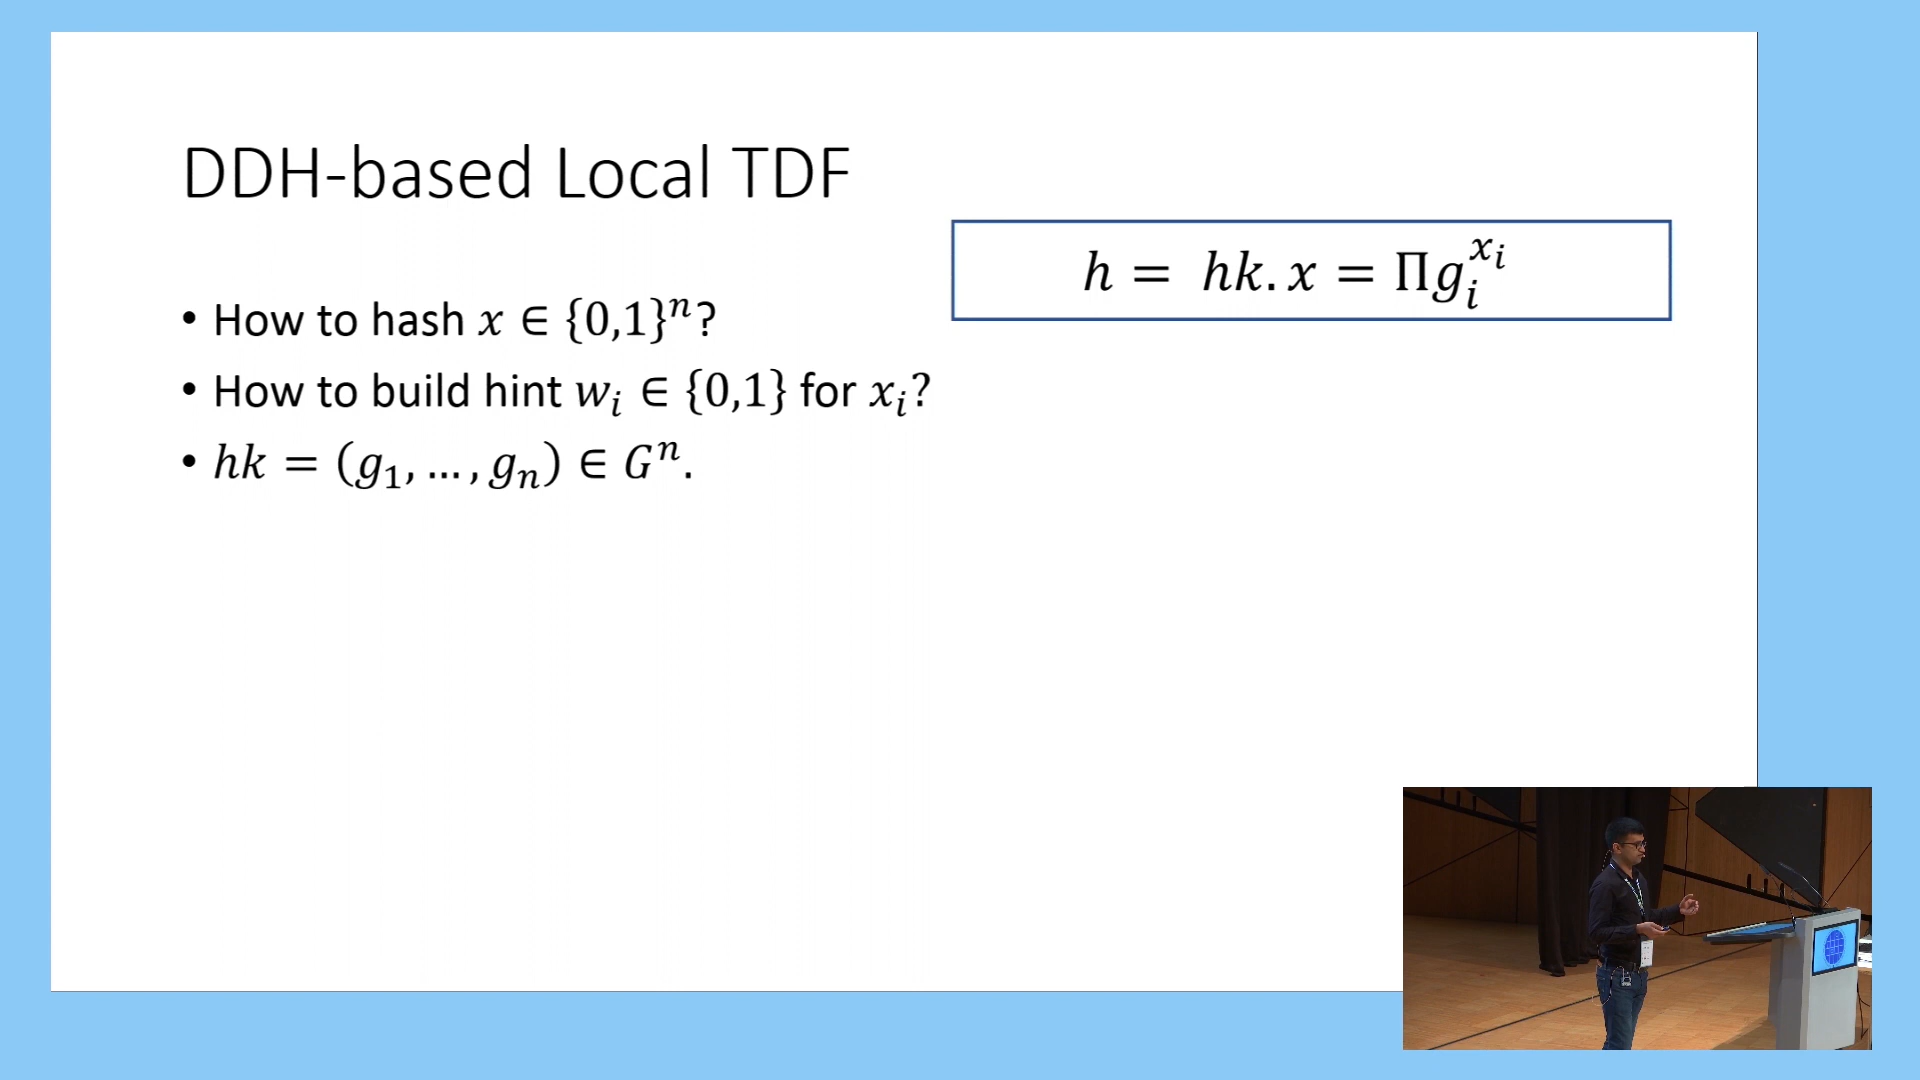 DDH-based Local TDF
h = hk. x = Πg_i^{x_i}
• How to hash x ∈ {0,1}^n?
• How to build hint w_i ∈ {0,1} for x_i?
• hk = (g_1, … , g_n) ∈ G^n.